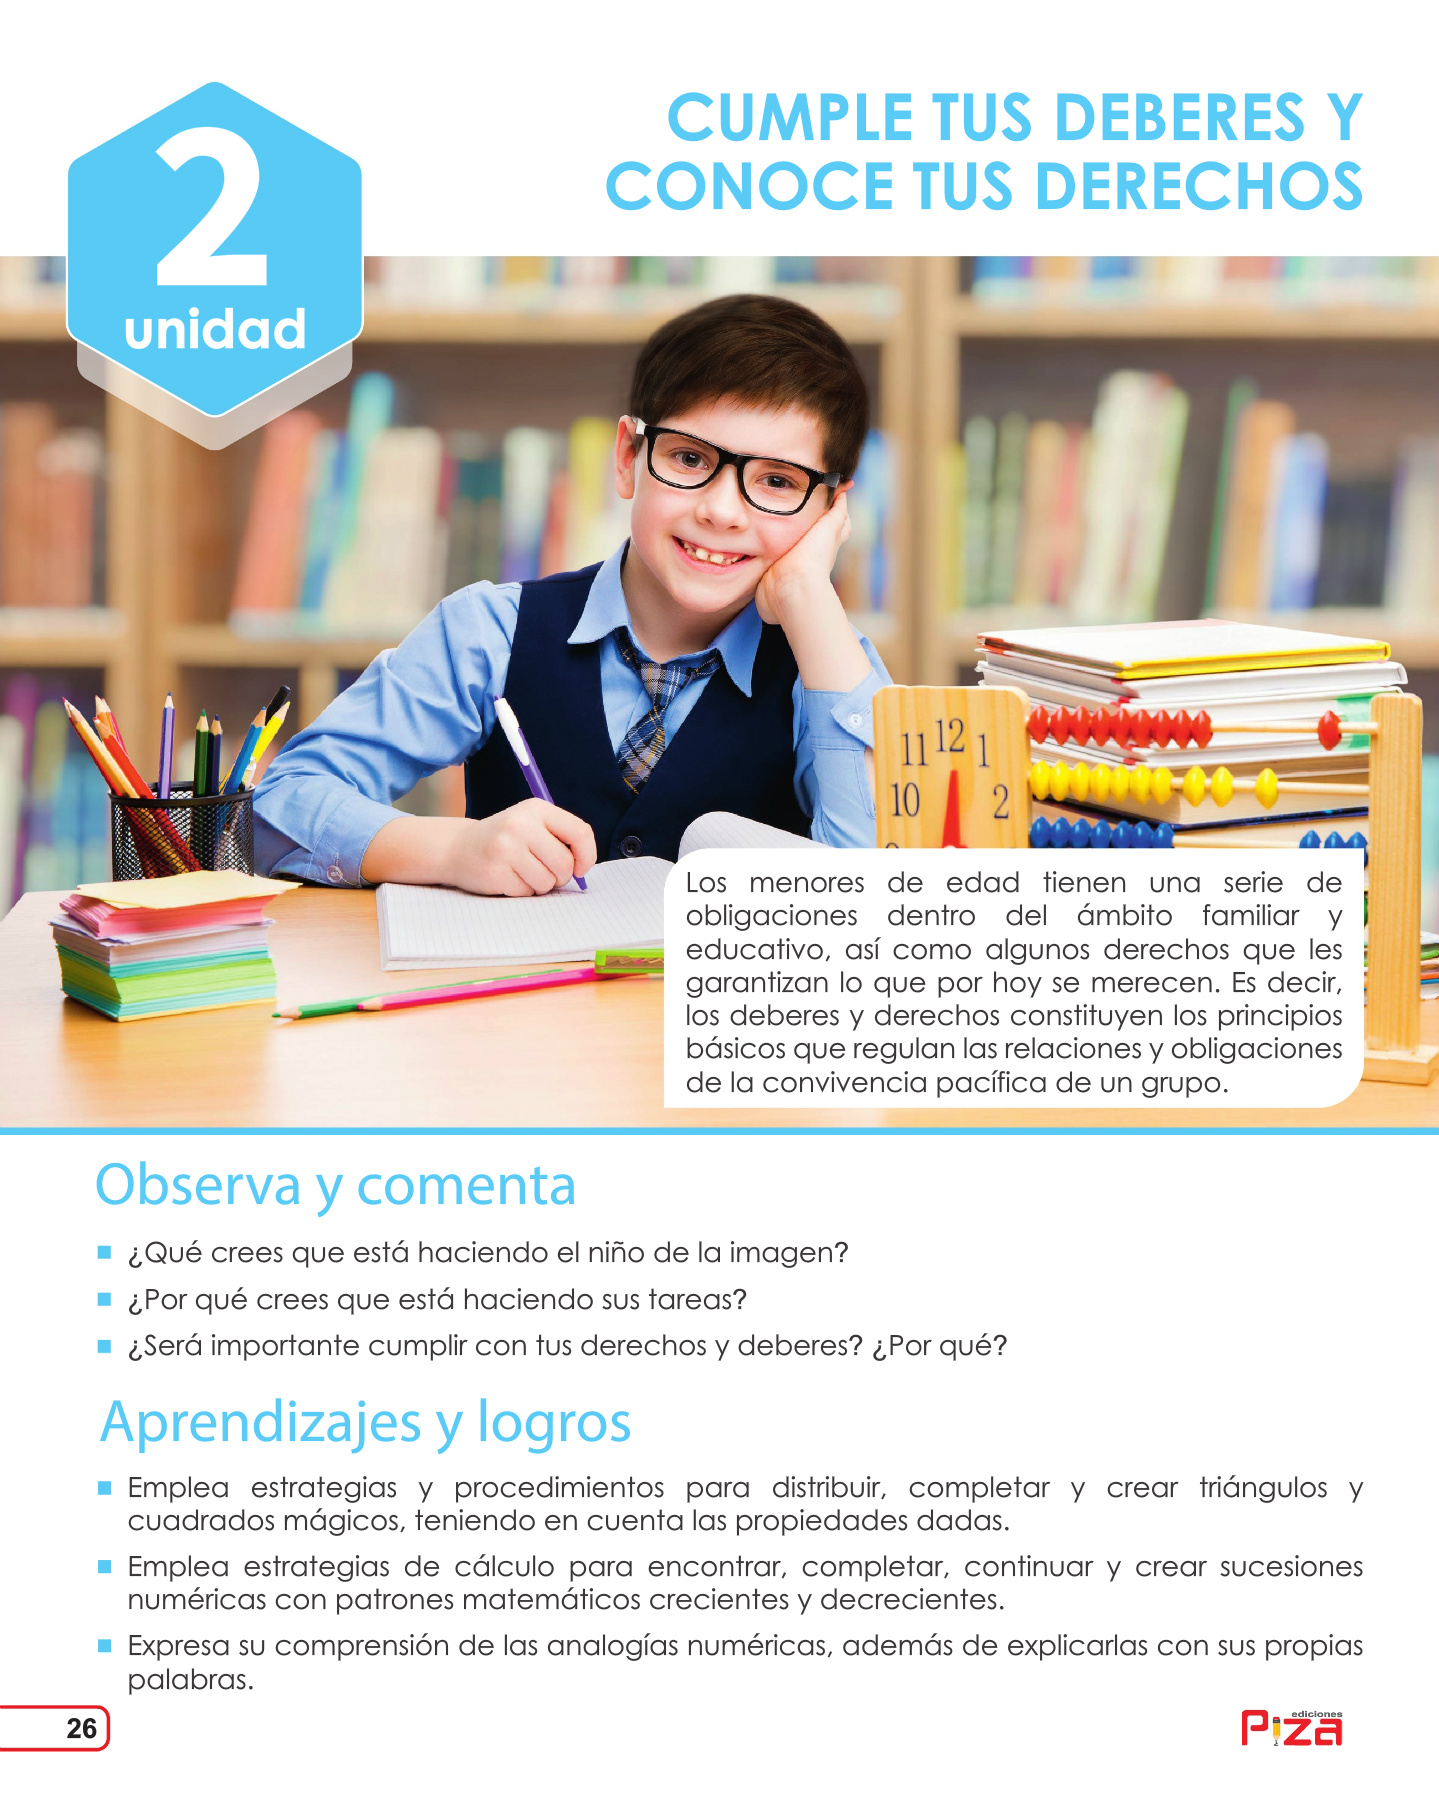 2
unidad
CUMPLE TUS DEBERES Y
CONOCE TUS DERECHOS
11 12 1
10 2
Los menores de edad tienen una serie de
obligaciones dentro del ámbito familiar y
educativo, así como algunos derechos que les
garantizan lo que por hoy se merecen. Es decir,
los deberes y derechos constituyen los principios
básicos que regulan las relaciones y obligaciones
de la convivencia pacífica de un grupo.
Observa y comenta
¿Qué crees que está haciendo el niño de la imagen?
¿Por qué crees que está haciendo sus tareas?
¿Será importante cumplir con tus derechos y deberes? ¿Por qué?
Aprendizajes y logros
Emplea estrategias y procedimientos para distribuir, completar y crear triángulos y
cuadrados mágicos, teniendo en cuenta las propiedades dadas.
Emplea estrategias de cálculo para encontrar, completar, continuar y crear sucesiones
numéricas con patrones matemáticos crecientes y decrecientes.
Expresa su comprensión de las analogías numéricas, además de explicarlas con sus propias
palabras.
26
ediciones
Piza